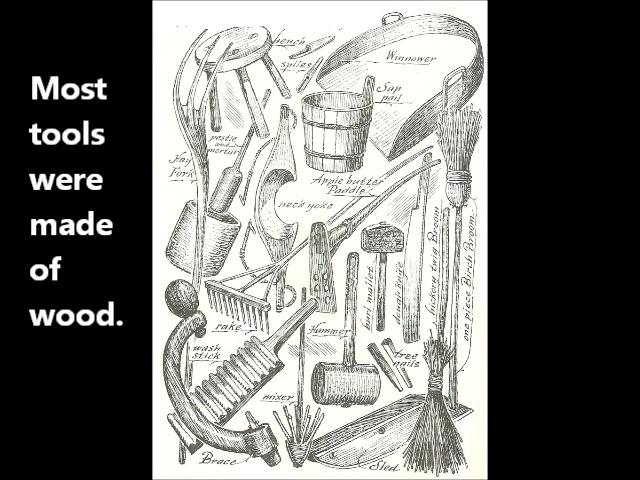 Most
tools
were
made
of
wood.
bench
spiles
Winnower
Sap
pail
pestle
and
mortar
Hay
Fork
Apple butter
Paddle
neck yoke
rake
Hammer
burl mallet
dough knife
hickory twig Broom
one piece Birch Broom
wash
stick
tree
nails
mixer
Brace
Sled